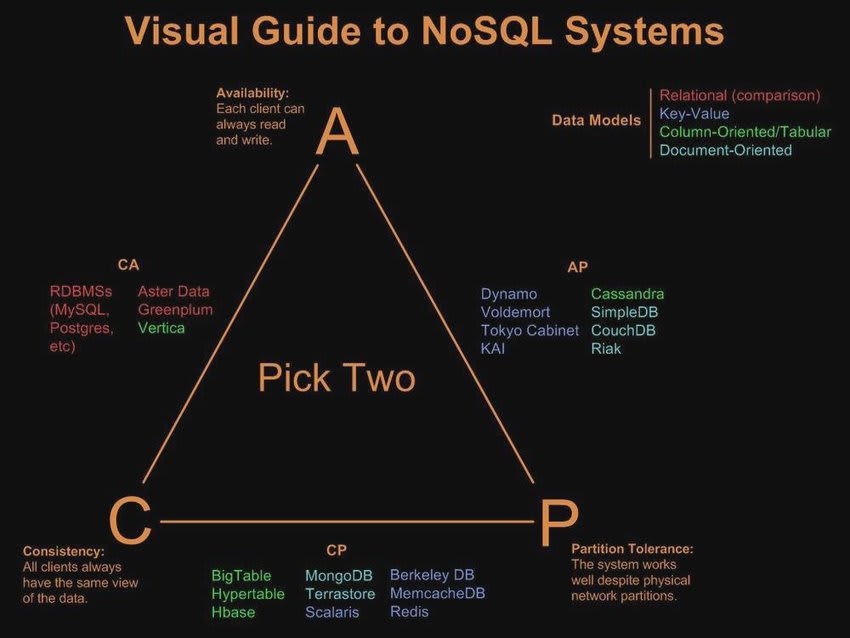 Visual Guide to NoSQL Systems
Availability:
Each client can
always read
and write.
A
Data Models
Relational (comparison)
Key-Value
Column-Oriented/Tabular
Document-Oriented
CA
RDBMSs
(MySQL,
Postgres,
etc)
Aster Data
Greenplum
Vertica
AP
Dynamo
Voldemort
Tokyo Cabinet
KAI
Cassandra
SimpleDB
CouchDB
Riak
Pick Two
C
Consistency:
All clients always
have the same view
of the data.
CP
BigTable
Hypertable
Hbase
MongoDB
Terrastore
Scalaris
Berkeley DB
MemcacheDB
Redis
P
Partition Tolerance:
The system works
well despite physical
network partitions.